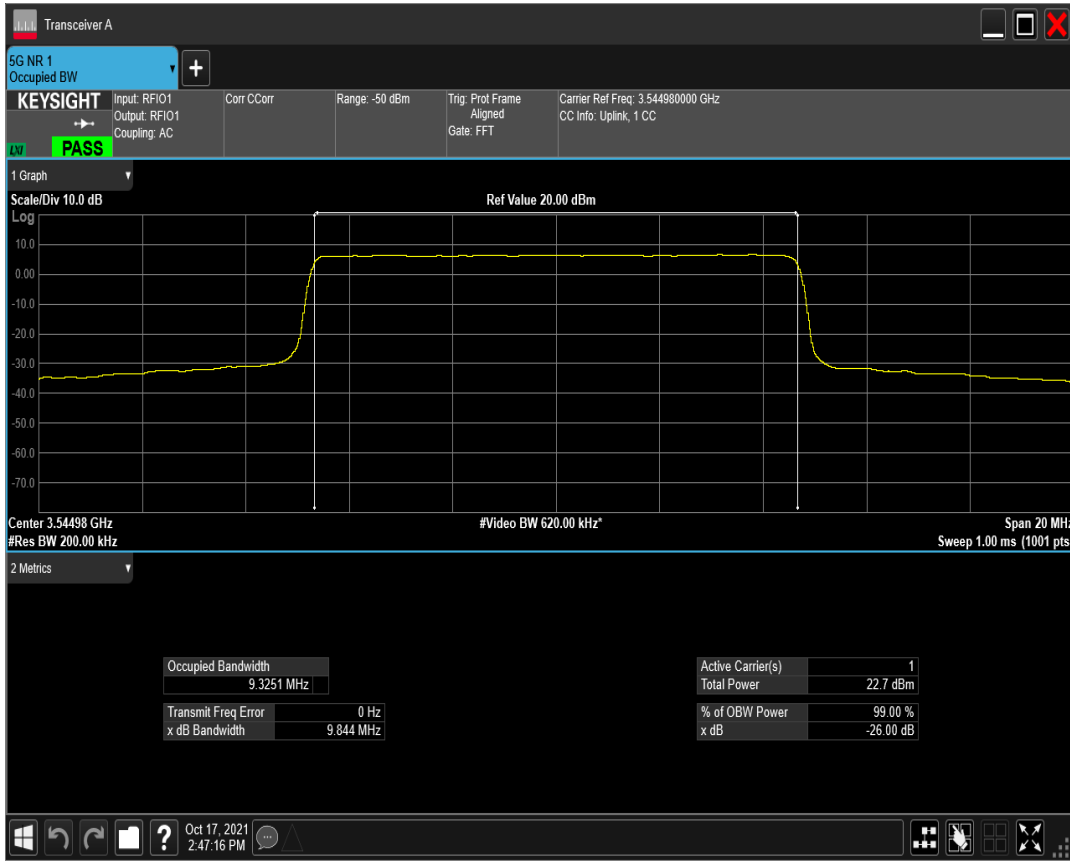 Transceiver A
5G NR 1
Occupied BW
KEYSIGHT
LXI
PASS
Input: RFIO1
Output: RFIO1
Coupling: AC
Corr CCorr
Range: -50 dBm
Trig: Prot Frame
Aligned
Gate: FFT
Carrier Ref Freq: 3.544980000 GHz
CC Info: Uplink, 1 CC
1 Graph
Scale/Div 10.0 dB
Ref Value 20.00 dBm
Log
10.0
0.00
-10.0
-20.0
-30.0
-40.0
-50.0
-60.0
-70.0
Center 3.54498 GHz
#Video BW 620.00 kHz*
Span 20 MHz
#Res BW 200.00 kHz
Sweep 1.00 ms (1001 pts
2 Metrics
Occupied Bandwidth
9.3251 MHz
Transmit Freq Error 0 Hz
x dB Bandwidth 9.844 MHz
Active Carrier(s) 1
Total Power 22.7 dBm
% of OBW Power 99.00 %
x dB -26.00 dB
?
Oct 17, 2021
2:47:16 PM